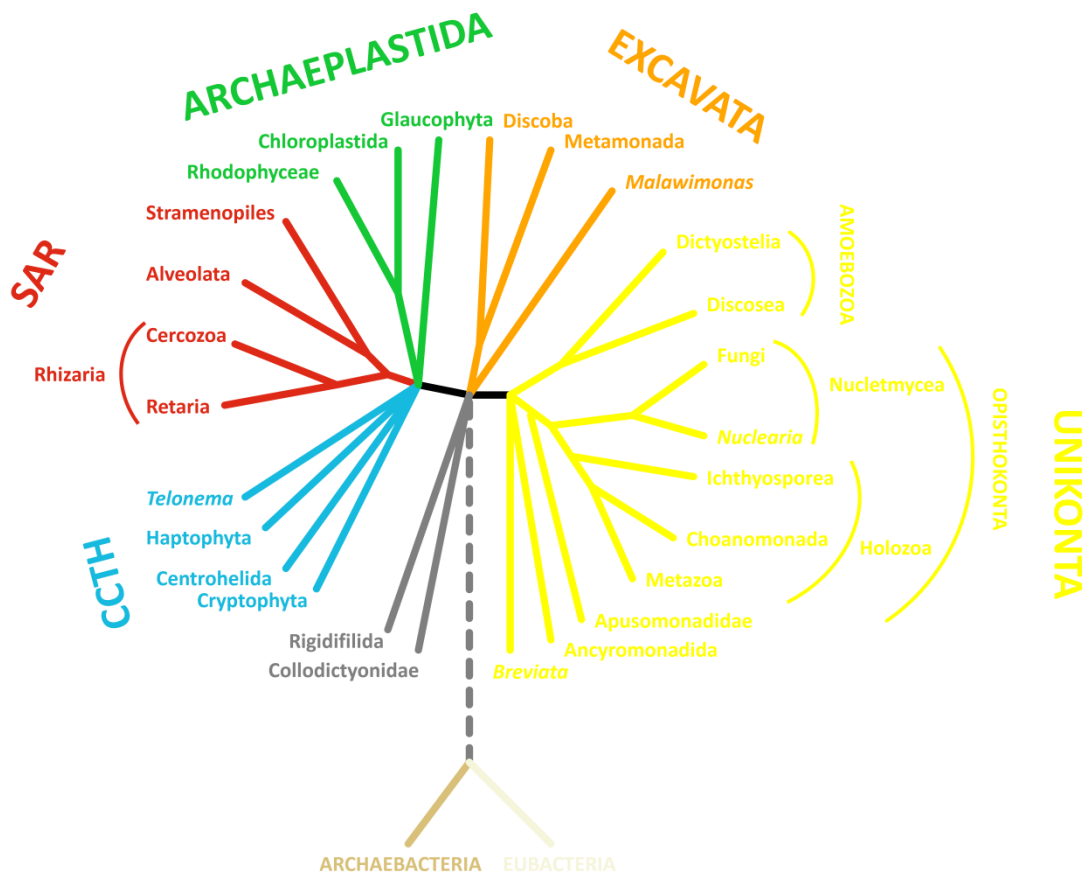 ARCHAEPLASTIDA
EXCAVATA
Glaucophyta
Discoba
Chloroplastida
Metamonada
Rhodophyceae
Malawimonas
Stramenopiles
SAR
Alveolata
Cercozoa
Rhizaria
Retaria
Dictyostelia
AMOEBOZOA
Discosea
Fungi
Nucletmycea
Nuclearia
OPISTHOKONTA
UNIKONTA
Ichthyosporea
Choanomonada
Holozoa
Metazoa
Apusomonadidae
Ancyromonadida
Breviata
Telonema
Haptophyta
CCTH
Centrohelida
Cryptophyta
Rigidifilida
Collodictyonidae
ARCHAEBACTERIA
EUBACTERIA